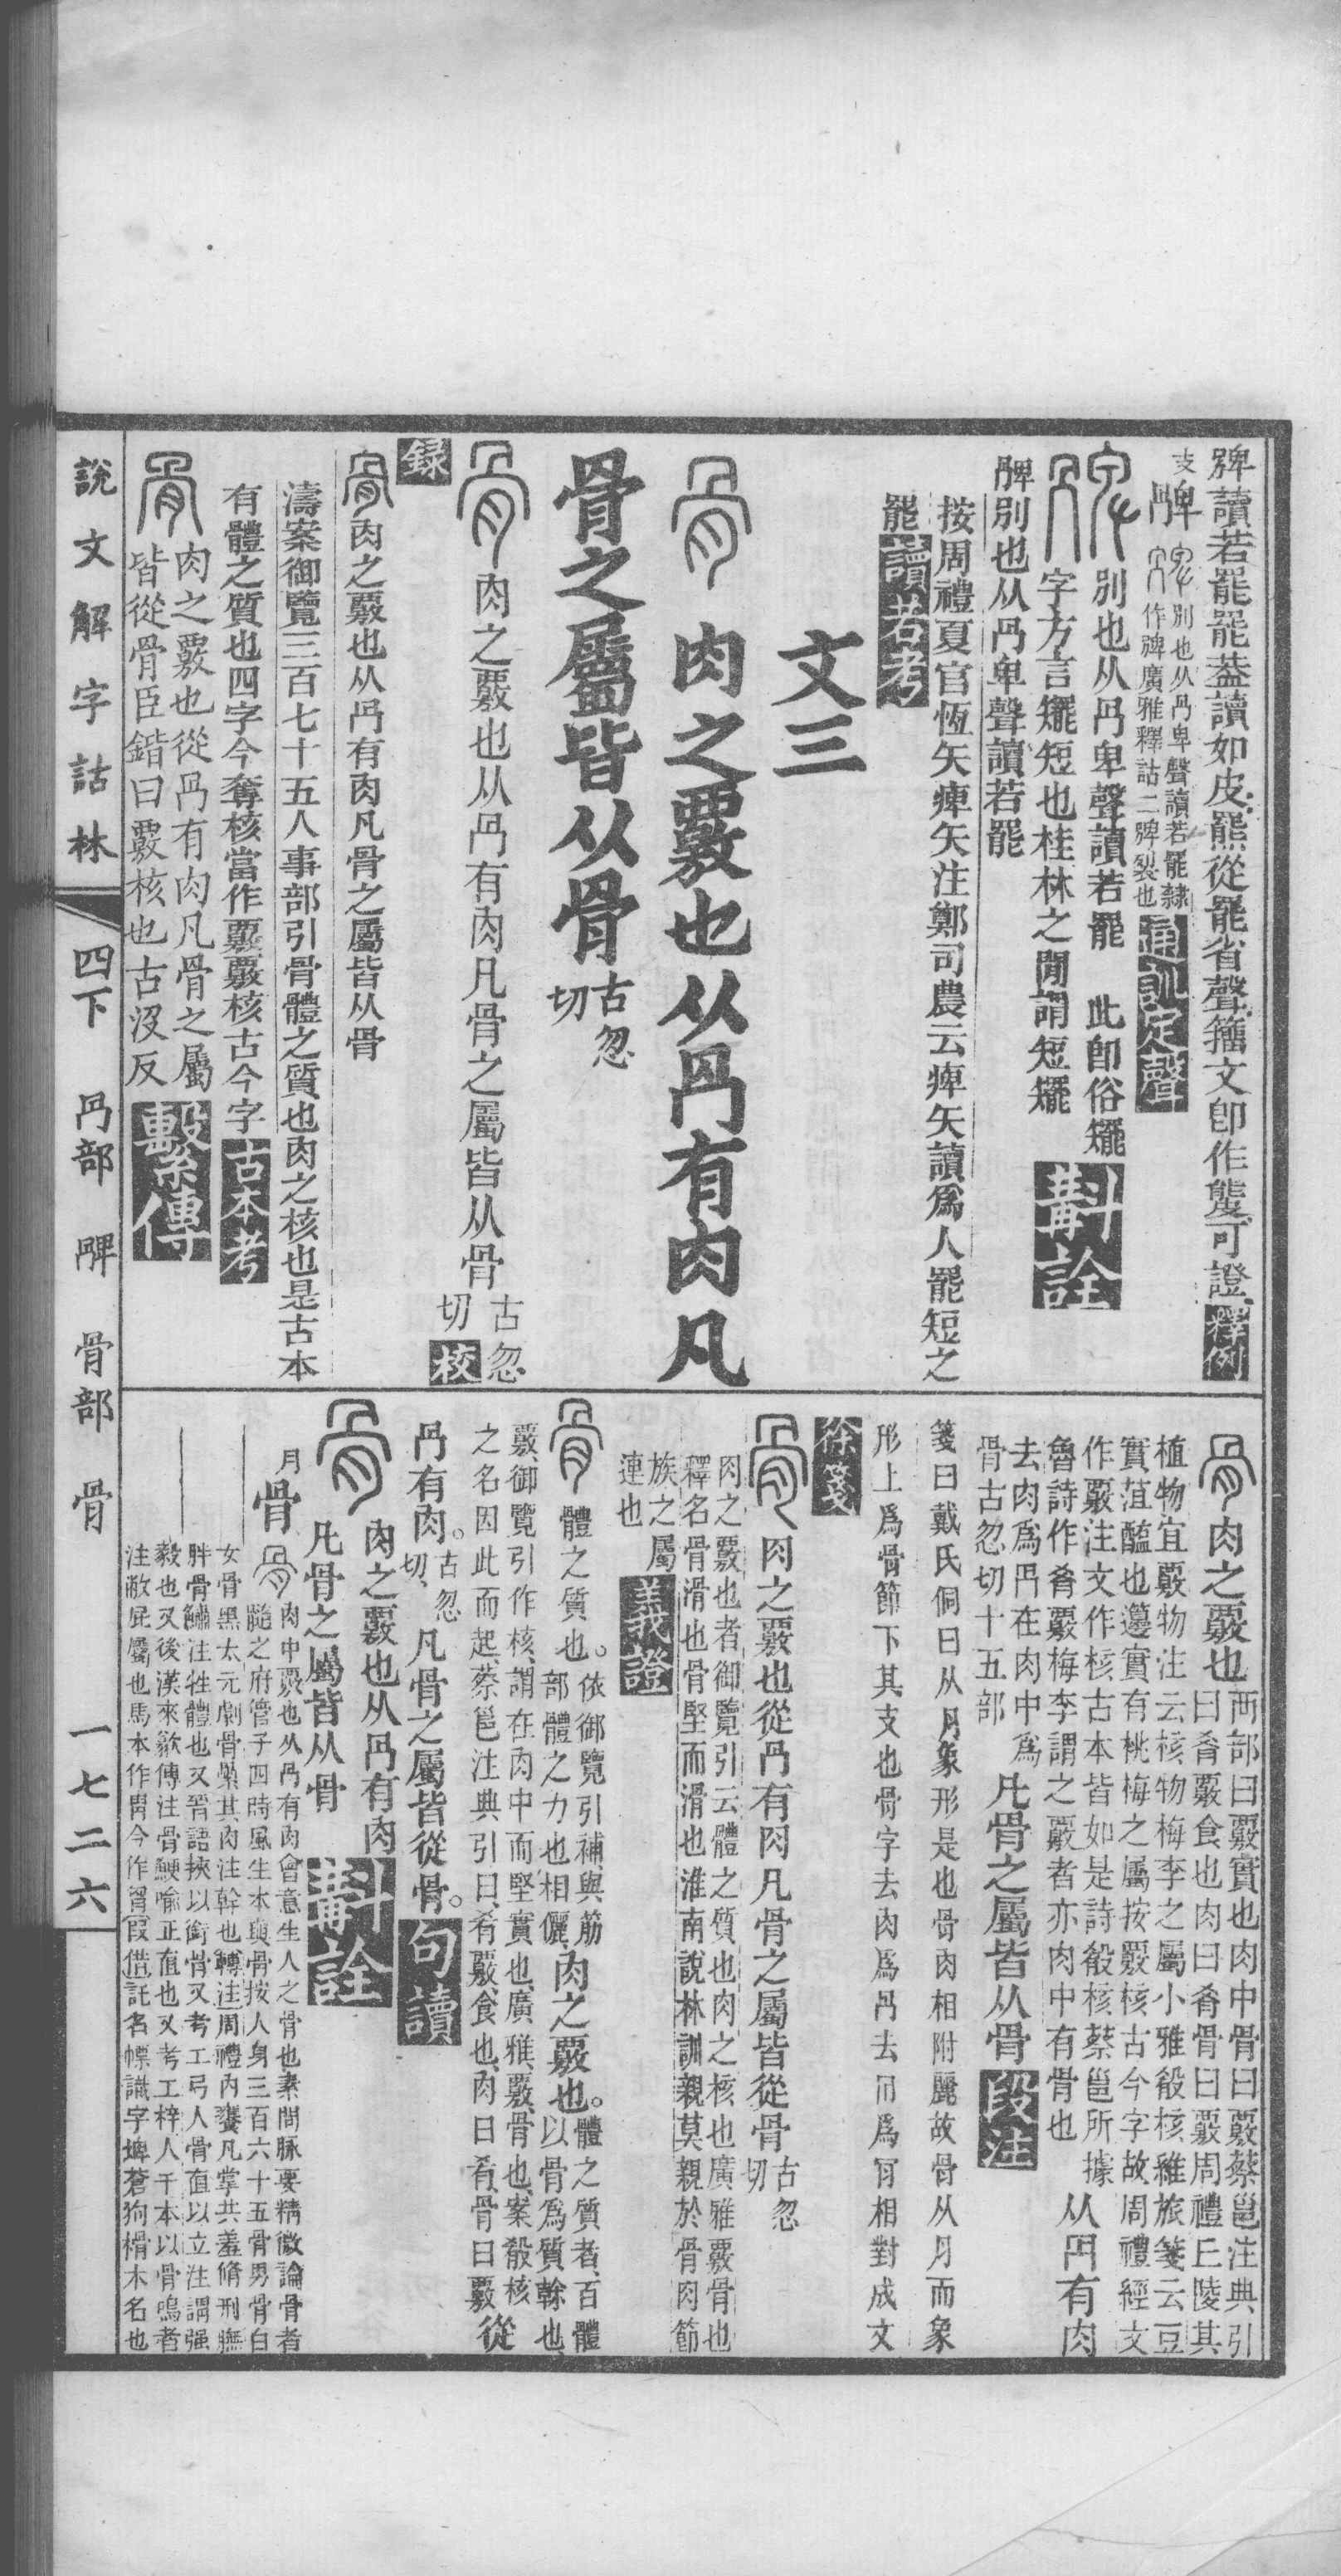 䠋讀若罷罷葢讀如皮羆從罷省聲籀文卽作䰘可證釋例
支 䯅 別也从冎卑聲讀若罷隸
作䯅廣雅釋詁二䯅裂也 通訓定聲
別也从冎卑聲讀若罷 此卽俗䎱
字方言䎱短也桂林之閒謂短䎱 斠詮
䯅別也从冎卑聲讀若罷
按周禮夏官恆矢痺矢注鄭司農云痺矢讀爲人罷短之
罷讀若考
文三
肉之覈也从冎有肉凡
骨之屬皆从骨 古忽切
肉之覈也从冎有肉凡骨之屬皆从骨 古忽切 校
錄
肉之覈也从冎有肉凡骨之屬皆从骨
濤案御覽三百七十五人事部引骨體之質也肉之核也是古本
有體之質也四字今奪核當作覈覈核古今字 古本考
肉之覈也從冎有肉凡骨之屬
皆從骨臣鍇曰覈核也古沒反 繫傳
肉之覈也 襾部曰覈實也肉中骨曰覈蔡邕注典引
曰肴覈食也肉曰肴骨曰覈周禮丘陵其
植物宜覈物注云核物梅李之屬小雅殽核維旅箋云豆
實菹醢也籩實有桃梅之屬按覈核古今字故周禮經文
作覈注文作核古本皆如是詩殽核蔡邕所據
魯詩作肴覈梅李謂之覈者亦肉中有骨也 从冎有肉
去肉爲冎在肉中爲
骨古忽切十五部 凡骨之屬皆从骨 段注
箋曰戴氏侗曰从月象形是也骨肉相附麗故骨从月而象
形上爲骨節下其支也骨字去肉爲冎去冎爲肎相對成文
徐箋
肉之覈也從冎有肉凡骨之屬皆從骨 古忽切
肉之覈也者御覽引云體之質也肉之核也廣雅覈骨也
釋名骨滑也骨堅而滑也淮南說林訓親莫親於骨肉節
族之屬
連也 義證
體之質也。依御覽引補、與筋
部體之力也相儷、肉之覈也。體之質者、百體
以骨爲質榦也、
覈、御覽引作核、謂在肉中而堅實也、廣雅、覈、骨也、案殽核
之名因此而起、蔡邕注典引曰、肴覈、食也、肉曰肴、骨曰覈 從
冎有肉。古忽切、凡骨之屬皆從骨。句讀
肉之覈也从冎有肉
凡骨之屬皆从骨 斠詮
月 骨 肉中覈也从冎有肉會意生人之骨也素問脈要精微論骨者
髓之府管子四時風生木與骨按人身三百六十五骨男骨白
女骨黑太元劇骨纍其肉注幹也轉注周禮內饔凡掌共羞脩刑膴
胖骨鱐注牲體也又晉語挾以銜骨又考工弓人骨直以立注謂强
毅也又後漢來歙傳注骨鯁喻正直也又考工梓人千本以骨鳴者
注敝屁屬也馬本作胃今作胷假借託名幖識字埤蒼狗榾木名也
說文解字詁林 四下 冎部 䯅 骨部 骨 一七二六